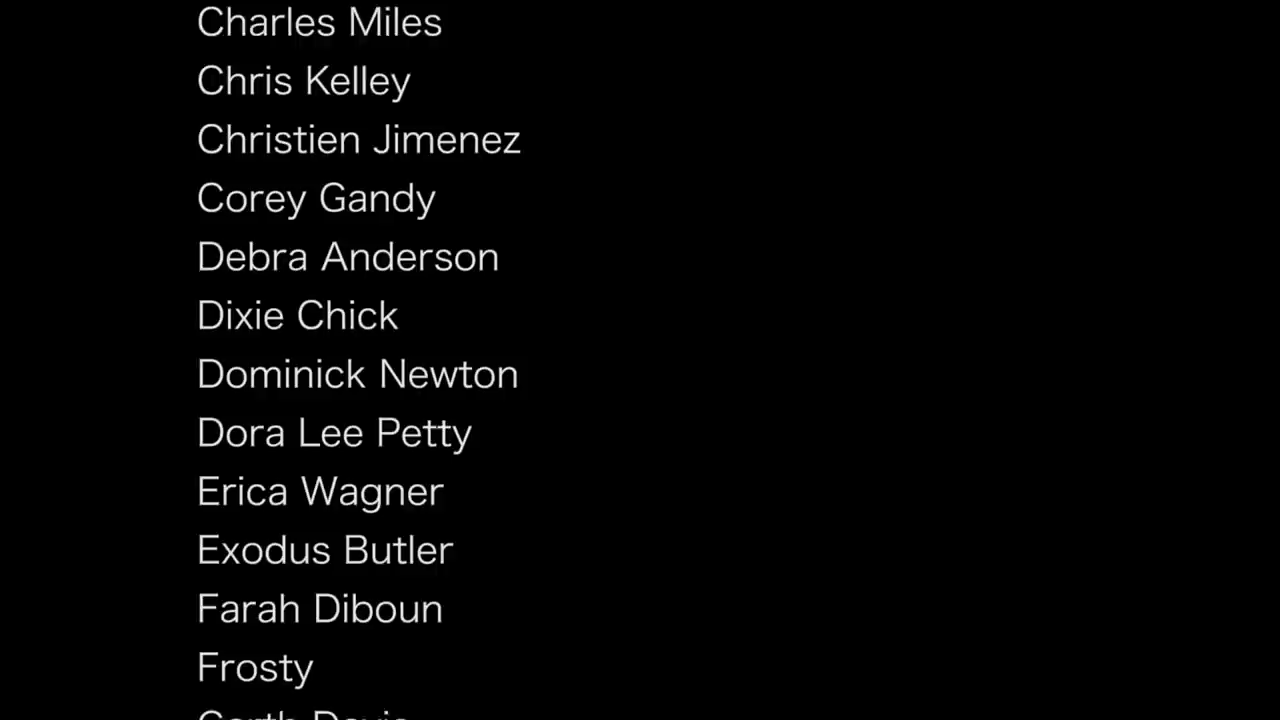 Charles Miles
Chris Kelley
Christien Jimenez
Corey Gandy
Debra Anderson
Dixie Chick
Dominick Newton
Dora Lee Petty
Erica Wagner
Exodus Butler
Farah Diboun
Frosty